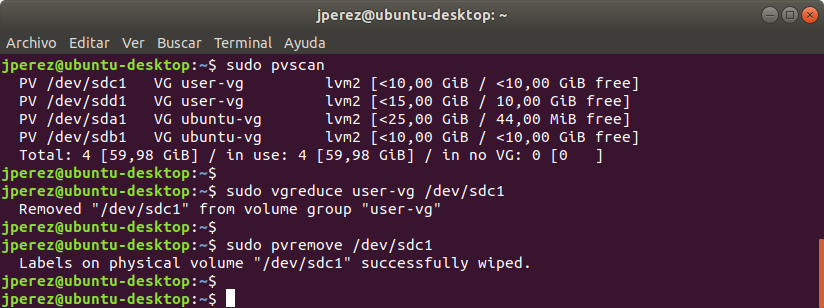 jperez@ubuntu-desktop: ~
Archivo Editar Ver Buscar Terminal Ayuda
jperez@ubuntu-desktop:~$ sudo pvscan
  PV /dev/sdc1   VG user-vg         lvm2 [<10,00 GiB / <10,00 GiB free]
  PV /dev/sdd1   VG user-vg         lvm2 [<15,00 GiB / 10,00 GiB free]
  PV /dev/sda1   VG ubuntu-vg       lvm2 [<25,00 GiB / 44,00 MiB free]
  PV /dev/sdb1   VG ubuntu-vg       lvm2 [<10,00 GiB / <10,00 GiB free]
  Total: 4 [59,98 GiB] / in use: 4 [59,98 GiB] / in no VG: 0 [0   ]
jperez@ubuntu-desktop:~$
jperez@ubuntu-desktop:~$ sudo vgreduce user-vg /dev/sdc1
  Removed "/dev/sdc1" from volume group "user-vg"
jperez@ubuntu-desktop:~$
jperez@ubuntu-desktop:~$ sudo pvremove /dev/sdc1
  Labels on physical volume "/dev/sdc1" successfully wiped.
jperez@ubuntu-desktop:~$
jperez@ubuntu-desktop:~$